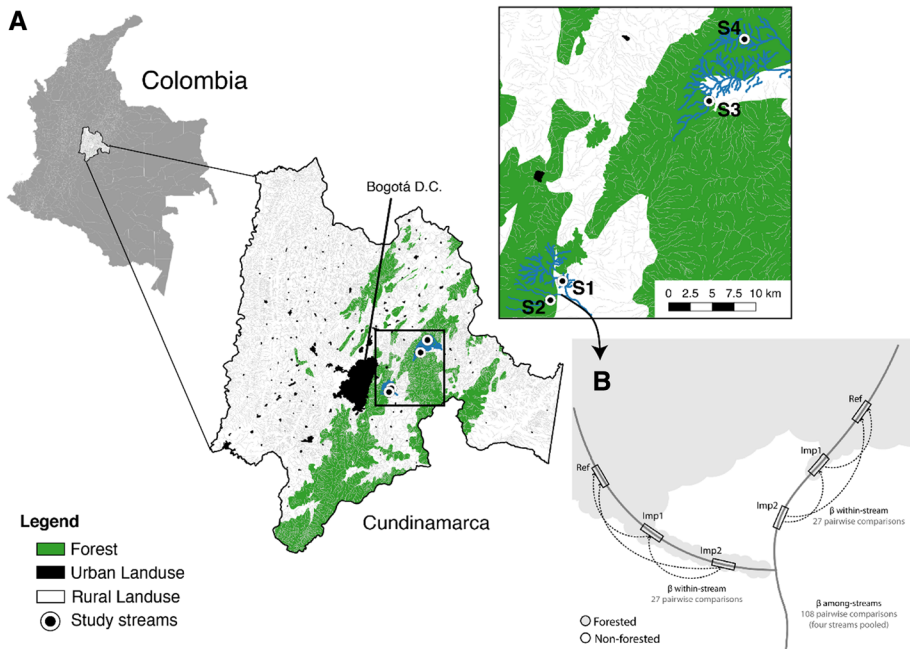 A
Colombia
Bogotá D.C.
Cundinamarca
Legend
Forest
Urban Landuse
Rural Landuse
Study streams
S4
S3
S1
S2
0 2.5 5 7.5 10 km
B
Ref
Imp1
Imp2
β within-stream
27 pairwise comparisons
Ref
Imp1
Imp2
β within-stream
27 pairwise comparisons
β among-streams
108 pairwise comparisons
(four streams pooled)
Forested
Non-forested